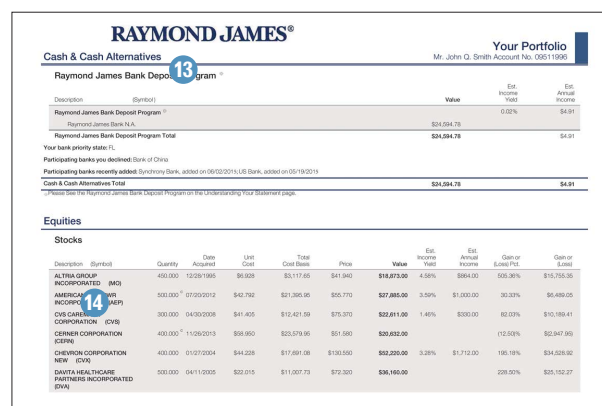 RAYMOND JAMES®
Your Portfolio
Cash & Cash Alternatives
Mr. John Q. Smith Account No. 09511996
13
Raymond James Bank Depos gram
Est. Est.
Income Annual
Description (Symbol) Value Yield Income
Raymond James Bank Deposit Program 0.02% $4.91
Raymond James Bank N.A. $24,594.78
Raymond James Bank Deposit Program Total $24,594.78 $4.91
Your bank priority state: FL
Participating banks you declined: Bank of China
Participating banks recently added: Synchrony Bank, added on 06/02/2015; US Bank, added on 05/19/2015
Cash & Cash Alternatives Total $24,594.78 $4.91
Please See the Raymond James Bank Deposit Program on the Understanding Your Statement page.
Equities
Stocks
Est. Est.
Date Unit Total Income Annual Gain or Gain or
Description (Symbol) Quantity Acquired Cost Cost Basis Price Value Yield Income (Loss) Pct. (Loss)
ALTRIA GROUP 450.000 12/28/1995 $6.928 $3,117.65 $41.940 $18,873.00 4.58% $864.00 505.36% $15,755.35
INCORPORATED (MO)
AMERICAN WR 500.000 07/20/2012 $42.792 $21,395.95 $55.770 $27,885.00 3.59% $1,000.00 30.33% $6,489.05
INCORPO (AEP)
14
CVS CAREM 300.000 04/30/2008 $41.405 $12,421.59 $75.370 $22,611.00 1.46% $330.00 82.03% $10,189.41
CORPORATION (CVS)
CERNER CORPORATION 400.000 11/26/2013 $58.950 $23,579.95 $51.580 $20,632.00 (12.50)% $(2,947.95)
(CERN)
CHEVRON CORPORATION 400.000 01/27/2004 $44.228 $17,691.08 $130.550 $52,220.00 3.28% $1,712.00 195.18% $34,528.92
NEW (CVX)
DAVITA HEALTHCARE 500.000 04/11/2005 $22.015 $11,007.73 $72.320 $36,160.00 228.50% $25,152.27
PARTNERS INCORPORATED
(DVA)